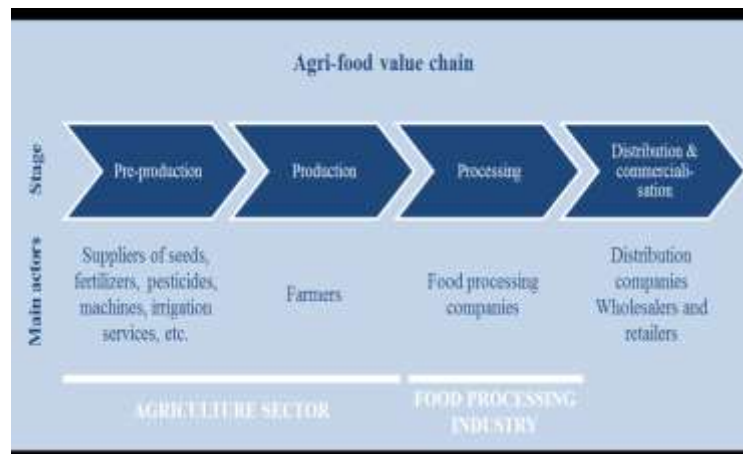 Agri-food value chain
Stage
Pre-production
Production
Processing
Distribution &
commerciali-
sation
Main actors
Suppliers of seeds,
fertilizers, pesticides,
machines, irrigation
services, etc.
Farmers
Food processing
companies
Distribution
companies
Wholesalers and
retailers
AGRICULTURE SECTOR
FOOD PROCESSING
INDUSTRY